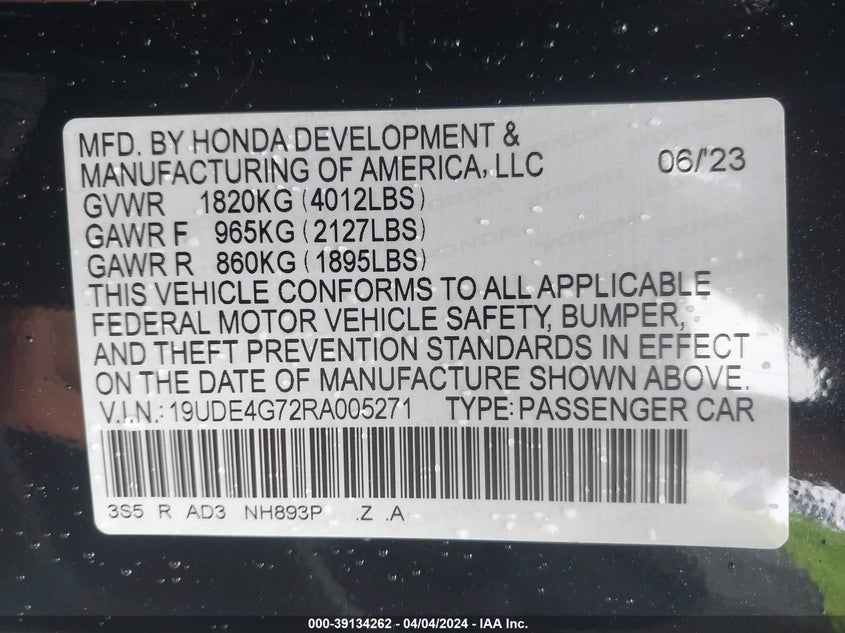 MFD. BY HONDA DEVELOPMENT &
MANUFACTURING OF AMERICA, LLC 06/'23
GVWR 1820KG (4012LBS)
GAWR F 965KG (2127LBS)
GAWR R 860KG (1895LBS)
THIS VEHICLE CONFORMS TO ALL APPLICABLE
FEDERAL MOTOR VEHICLE SAFETY, BUMPER,
AND THEFT PREVENTION STANDARDS IN EFFECT
ON THE DATE OF MANUFACTURE SHOWN ABOVE.
V.I.N.: 19UDE4G72RA005271 TYPE: PASSENGER CAR
3S5 R AD3 NH893P .Z .A
000-39134262 - 04/04/2024 - IAA Inc.